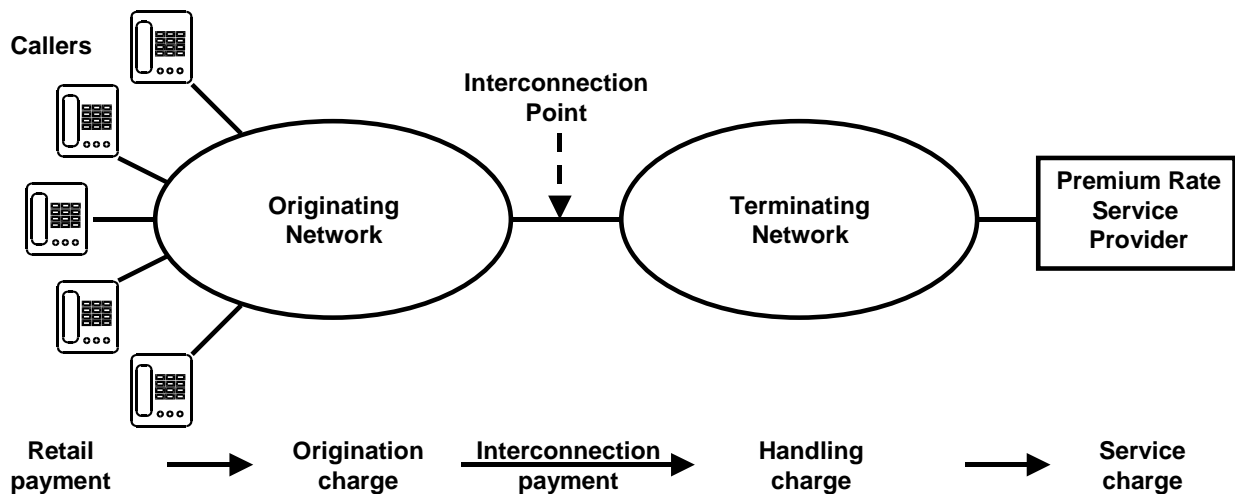 Callers
Interconnection
Point
Originating
Network
Terminating
Network
Premium Rate
Service
Provider
Retail
payment
Origination
charge
Interconnection
payment
Handling
charge
Service
charge